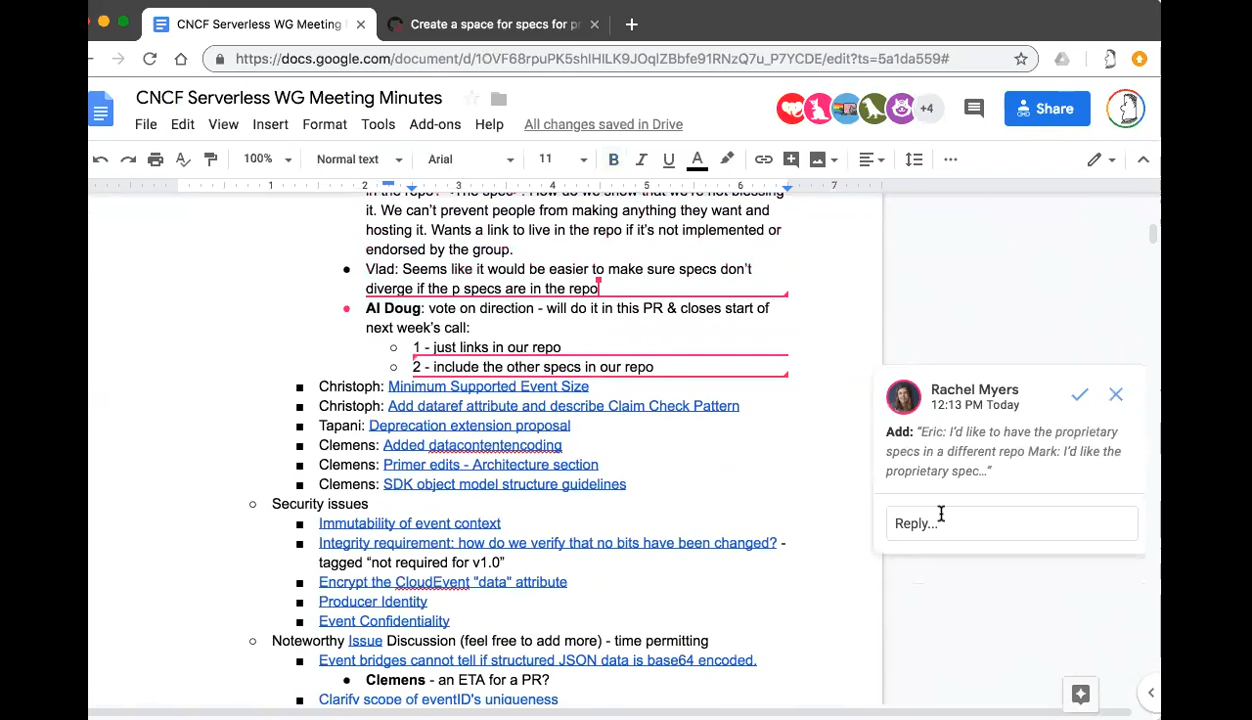 CNCF Serverless WG Meeting Minutes
Create a space for specs for pr
https://docs.google.com/document/d/1OVF68rpuPK5shIHlLK9JOqIZBbfe91RNzQ7u_P7YCDE/edit?ts=5a1da559#
CNCF Serverless WG Meeting Minutes
+4
Share
File Edit View Insert Format Tools Add-ons Help All changes saved in Drive
100% Normal text Arial 11 B I U A
1 2 3 4 5 6 7
it. We can't prevent people from making anything they want and
hosting it. Wants a link to live in the repo if it's not implemented or
endorsed by the group.
● Vlad: Seems like it would be easier to make sure specs don't
diverge if the p specs are in the repo
● AI Doug: vote on direction - will do it in this PR & closes start of
next week's call:
○ 1 - just links in our repo
○ 2 - include the other specs in our repo
■ Christoph: Minimum Supported Event Size
■ Christoph: Add dataref attribute and describe Claim Check Pattern
■ Tapani: Deprecation extension proposal
■ Clemens: Added datacontentencoding
■ Clemens: Primer edits - Architecture section
■ Clemens: SDK object model structure guidelines
○ Security issues
■ Immutability of event context
■ Integrity requirement: how do we verify that no bits have been changed? -
tagged "not required for v1.0"
■ Encrypt the CloudEvent "data" attribute
■ Producer Identity
■ Event Confidentiality
○ Noteworthy Issue Discussion (feel free to add more) - time permitting
■ Event bridges cannot tell if structured JSON data is base64 encoded.
● Clemens - an ETA for a PR?
■ Clarify scope of eventID's uniqueness
Rachel Myers
12:13 PM Today
Add: "Eric: I'd like to have the proprietary
specs in a different repo Mark: I'd like the
proprietary spec..."
Reply...